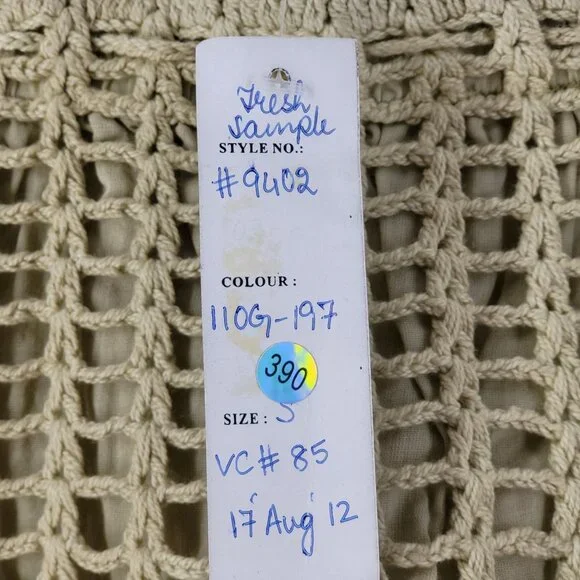 Fresh
Sample
STYLE NO.:
#9402
COLOUR :
110G-197
390
SIZE : S
VC# 85
17 Aug 12